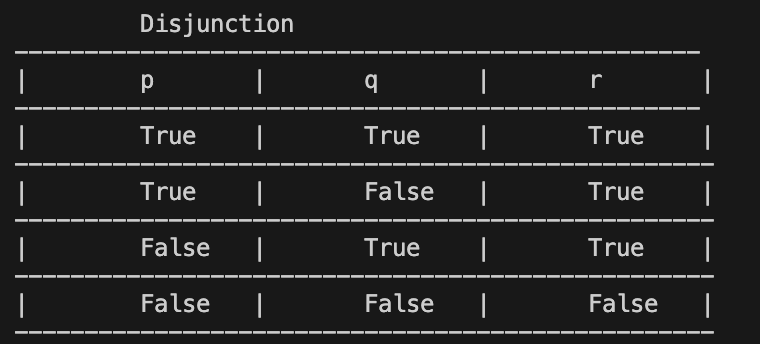 Disjunction
--------------------------------------------------
| p | q | r |
--------------------------------------------------
| True | True | True |
---------------------------------------------------
| True | False | True |
---------------------------------------------------
| False | True | True |
---------------------------------------------------
| False | False | False |
---------------------------------------------------